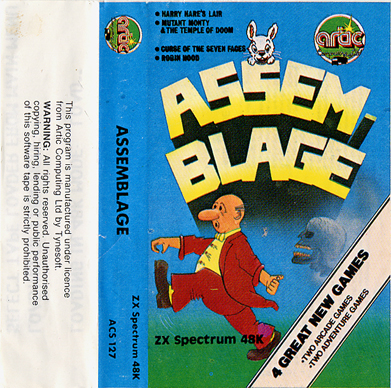 This program is manufactured under licence
from Artic Computing Ltd by Tynesoft.
WARNING: All rights reserved. Unauthorised
copying, hiring, lending or public performance
of this software tape is strictly prohibited.
artic
ASSEMBLAGE
ZX Spectrum 48K
ACS 127
• HARRY HARE'S LAIR
• MUTANT MONTY
& THE TEMPLE OF DOOM
• CURSE OF THE SEVEN FACES
• ROBIN HOOD
artic
ASSEM-
BLAGE
ZX Spectrum 48K
4 GREAT NEW GAMES
•TWO ARCADE GAMES
•TWO ADVENTURE GAMES